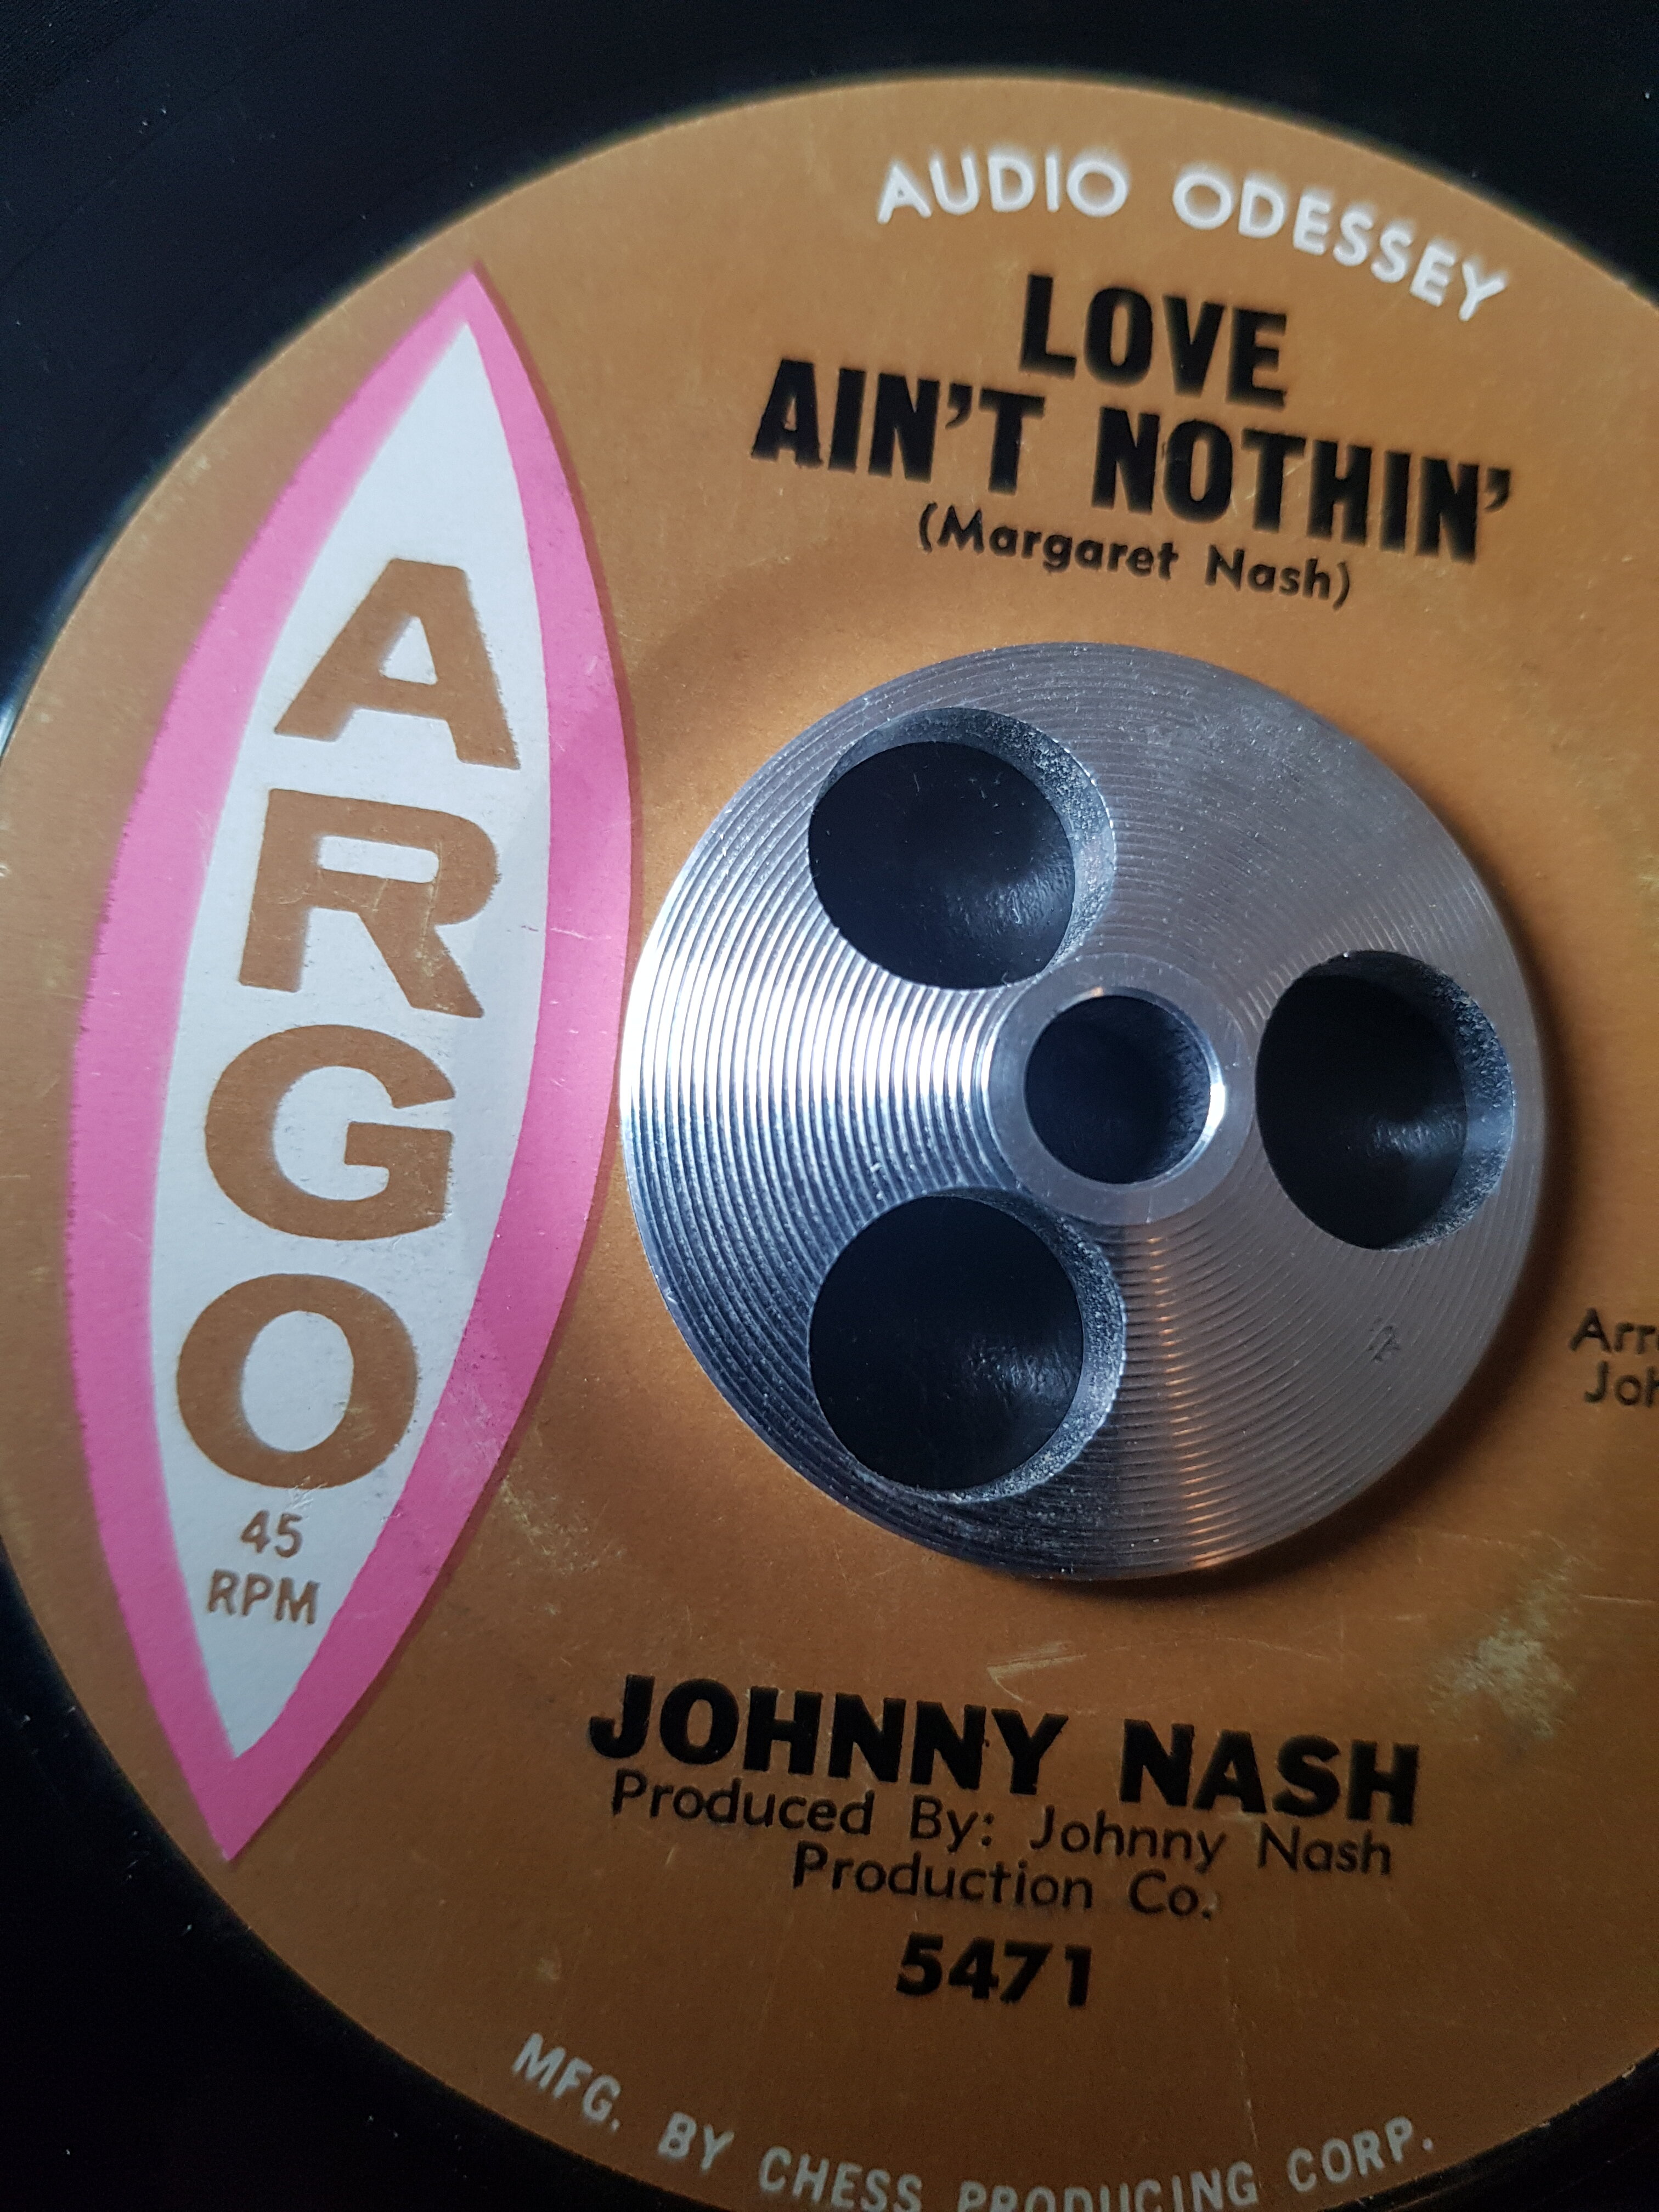 AUDIO ODESSEY
LOVE
AIN'T NOTHIN'
(Margaret Nash)
ARGO
45
RPM
JOHNNY NASH
Produced By: Johnny Nash
Production Co.
5471
MFG. BY CHESS PRODUCING CORP.